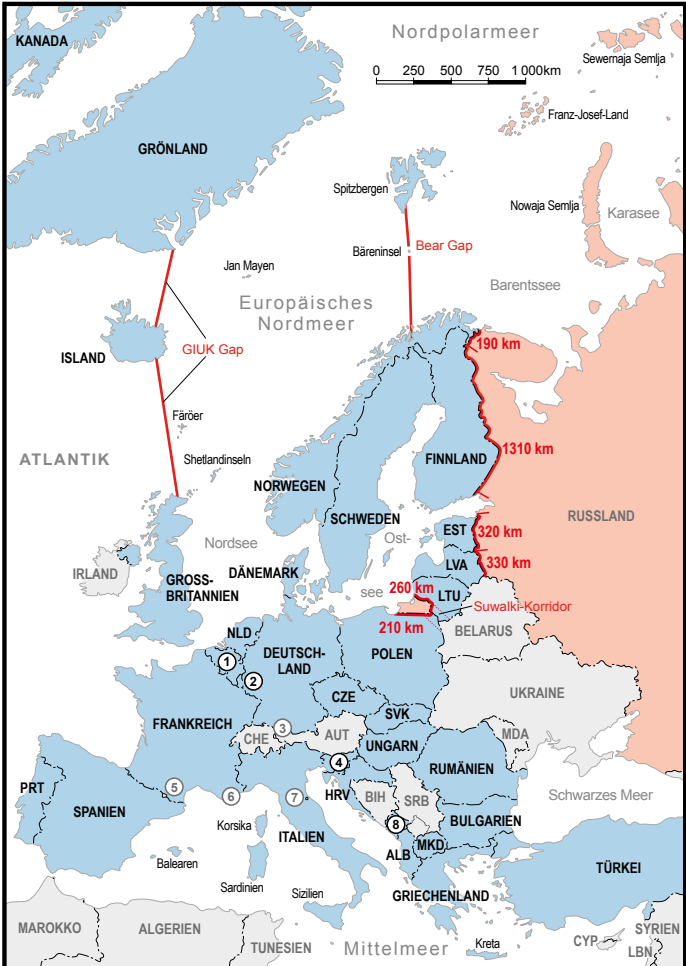 KANADA
Nordpolarmeer
Sewernaja Semlja
0 250 500 750 1000km
Franz-Josef-Land
GRÖNLAND
Spitzbergen
Nowaja Semlja
Karasee
Bäreninsel
Bear Gap
Jan Mayen
Barentssee
Europäisches
Nordmeer
190 km
GIUK Gap
ISLAND
Färöer
1310 km
ATLANTIK
Shetlandinseln
FINNLAND
NORWEGEN
SCHWEDEN
RUSSLAND
Nordsee
Ost-
EST
320 km
IRLAND
GROSS-
BRITANNIEN
DÄNEMARK
LVA
330 km
see
260 km
LTU
Suwalki-Korridor
210 km
BELARUS
NLD
1
DEUTSCH-
LAND
POLEN
2
UKRAINE
CZE
FRANKREICH
SVK
3
CHE
AUT
MDA
UNGARN
4
RUMÄNIEN
PRT
5
6
7
HRV
BIH
SRB
Schwarzes Meer
SPANIEN
Korsika
8
BULGARIEN
ITALIEN
ALB
MKD
Balearen
TÜRKEI
Sardinien
Sizilien
GRIECHENLAND
MAROKKO
ALGERIEN
TUNESIEN
Mittelmeer
Kreta
CYP
SYRIEN
LBN